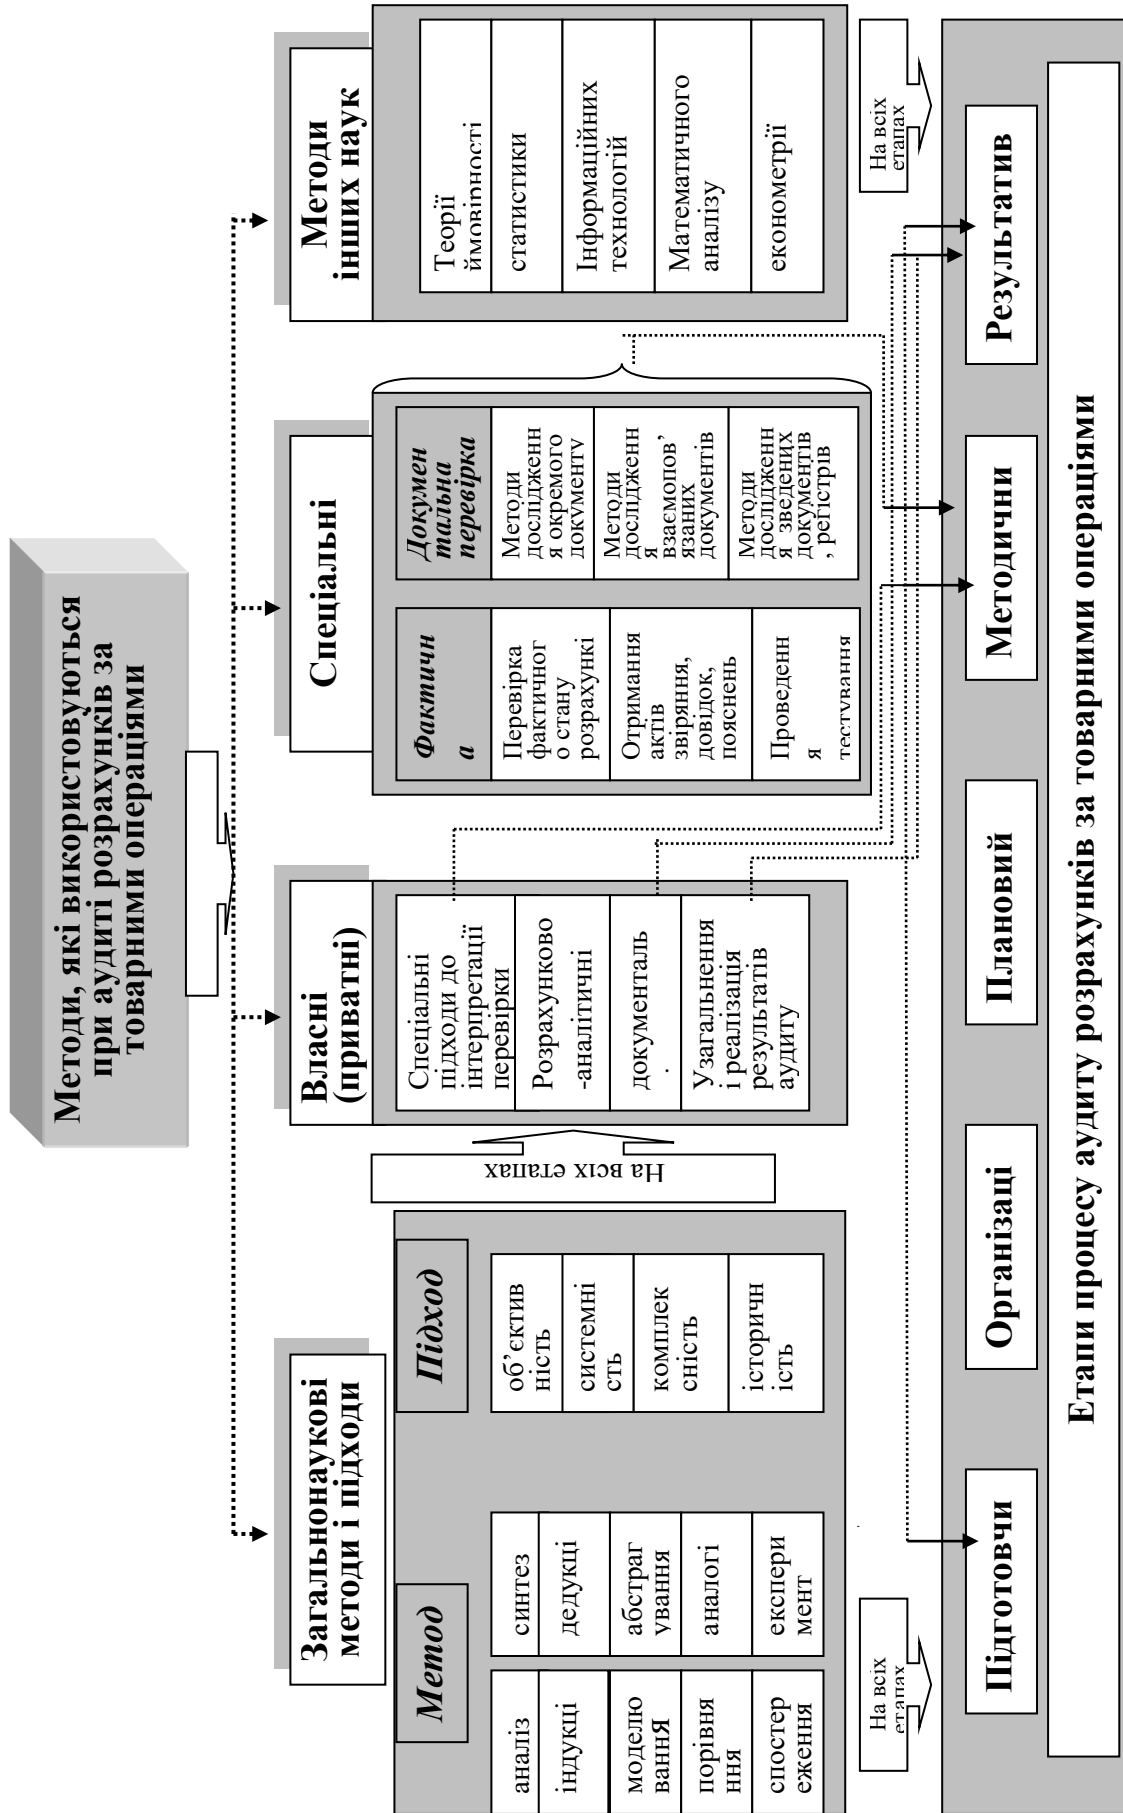 Методи, які використовуються
при аудиті розрахунків за
товарними операціями
Загальнонаукові
методи і підходи
Власні
(приватні)
Спеціальні
Методи
інших наук
Метод
Підход
аналіз
синтез
індукці
дедукці
моделю
ваннЯ
абстраг
ування
порівня
ння
аналогі
спостер
еження
експери
мент
об’єктив
ність
системні
сть
комплек
сність
історичн
ість
На всіх етапах
Спеціальні
підходи до
інтерпретації
перевірки
Розрахунково
-аналітичні
документаль
.
Узагальнення
і реалізація
результатів
аудиту
Фактичн
а
Перевірка
фактичног
о стану
розрахункі
Отримання
актів
звіряння,
довідок,
пояснень
Проведенн
я
тестування
Докумен
тальна
перевірка
Методи
дослідженн
я окремого
документу
Методи
дослідженн
я
взаємопов’
язаних
документів
Методи
дослідженн
я зведених
документів
, регістрів
Теорії
ймовірності
статистики
Інформаційних
технологій
Математичного
аналізу
економетрії
На всіх
етапах
На всіх
етапах
Підготовчи
Організаці
Плановий
Методични
Результатив
Етапи процесу аудиту розрахунків за товарними операціями